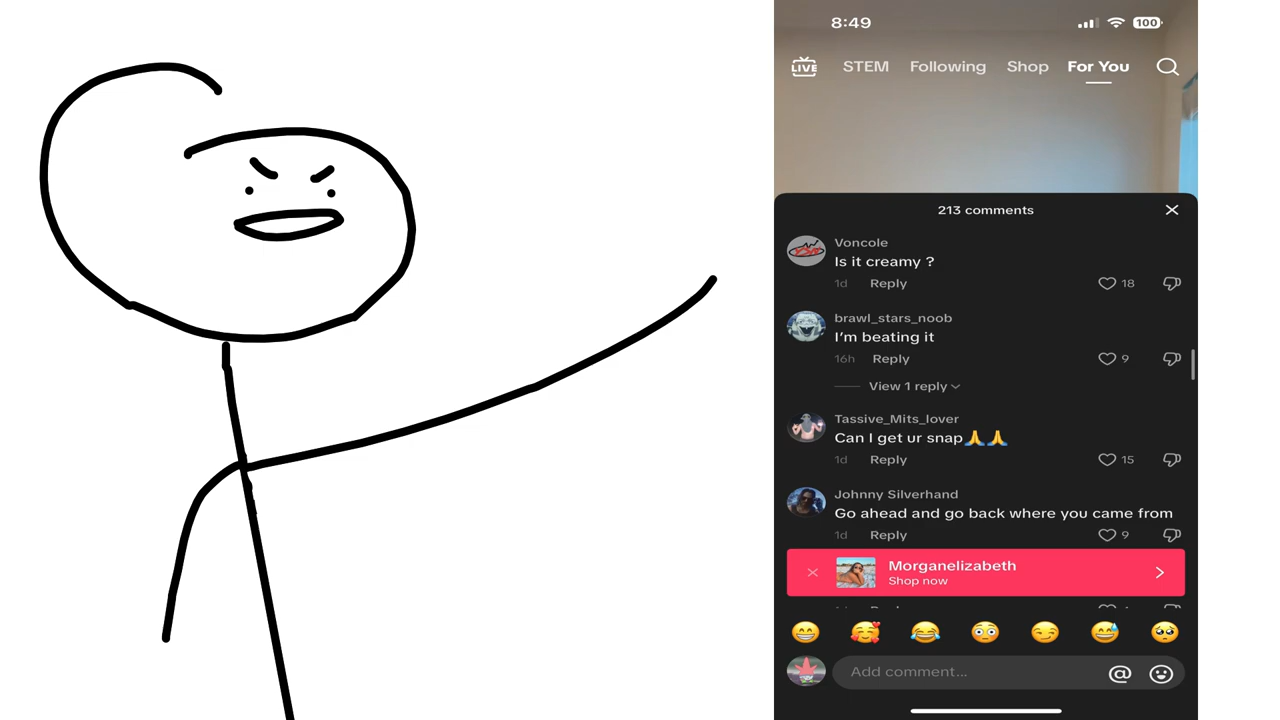 8:49
100
LIVE STEM Following Shop For You
213 comments
Voncole
Is it creamy ?
1d Reply 18
brawl_stars_noob
I'm beating it
16h Reply 9
View 1 reply
Tassive_Mits_lover
Can I get ur snap🙏🙏
1d Reply 15
Johnny Silverhand
Go ahead and go back where you came from
1d Reply 9
Morganelizabeth
Shop now
Add comment...